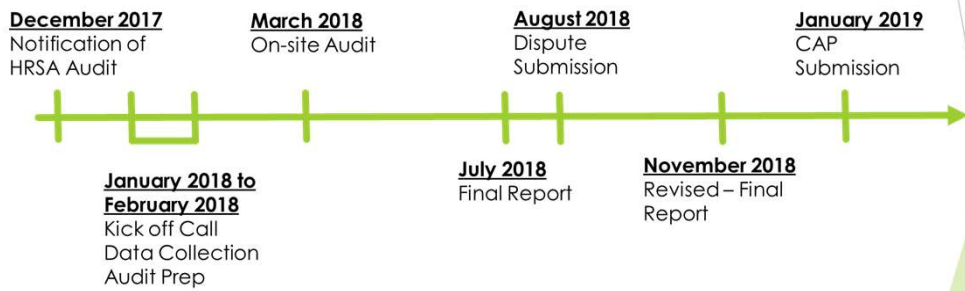 December 2017
Notification of
HRSA Audit
March 2018
On-site Audit
August 2018
Dispute
Submission
January 2019
CAP
Submission
January 2018 to
February 2018
Kick off Call
Data Collection
Audit Prep
July 2018
Final Report
November 2018
Revised – Final
Report